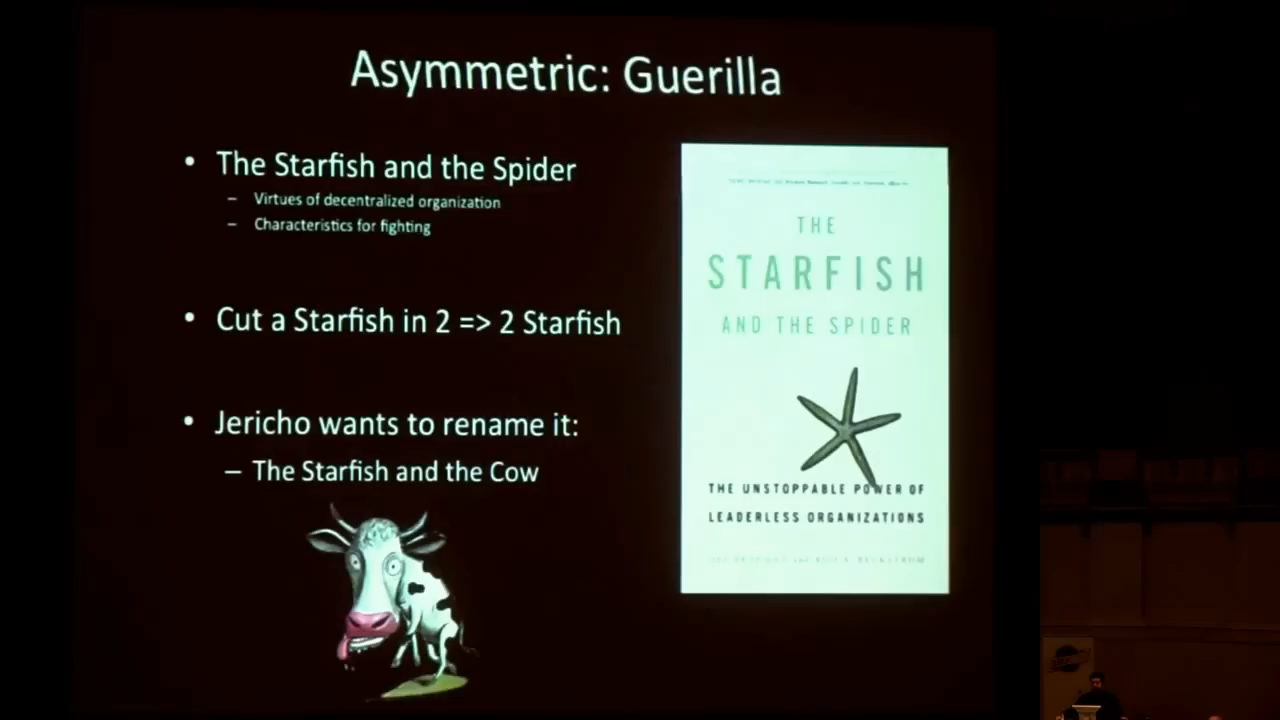 Asymmetric: Guerilla
• The Starfish and the Spider
– Virtues of decentralized organization
– Characteristics for fighting
• Cut a Starfish in 2 => 2 Starfish
• Jericho wants to rename it:
– The Starfish and the Cow
THE
STARFISH
AND THE SPIDER
THE UNSTOPPABLE POWER OF
LEADERLESS ORGANIZATIONS